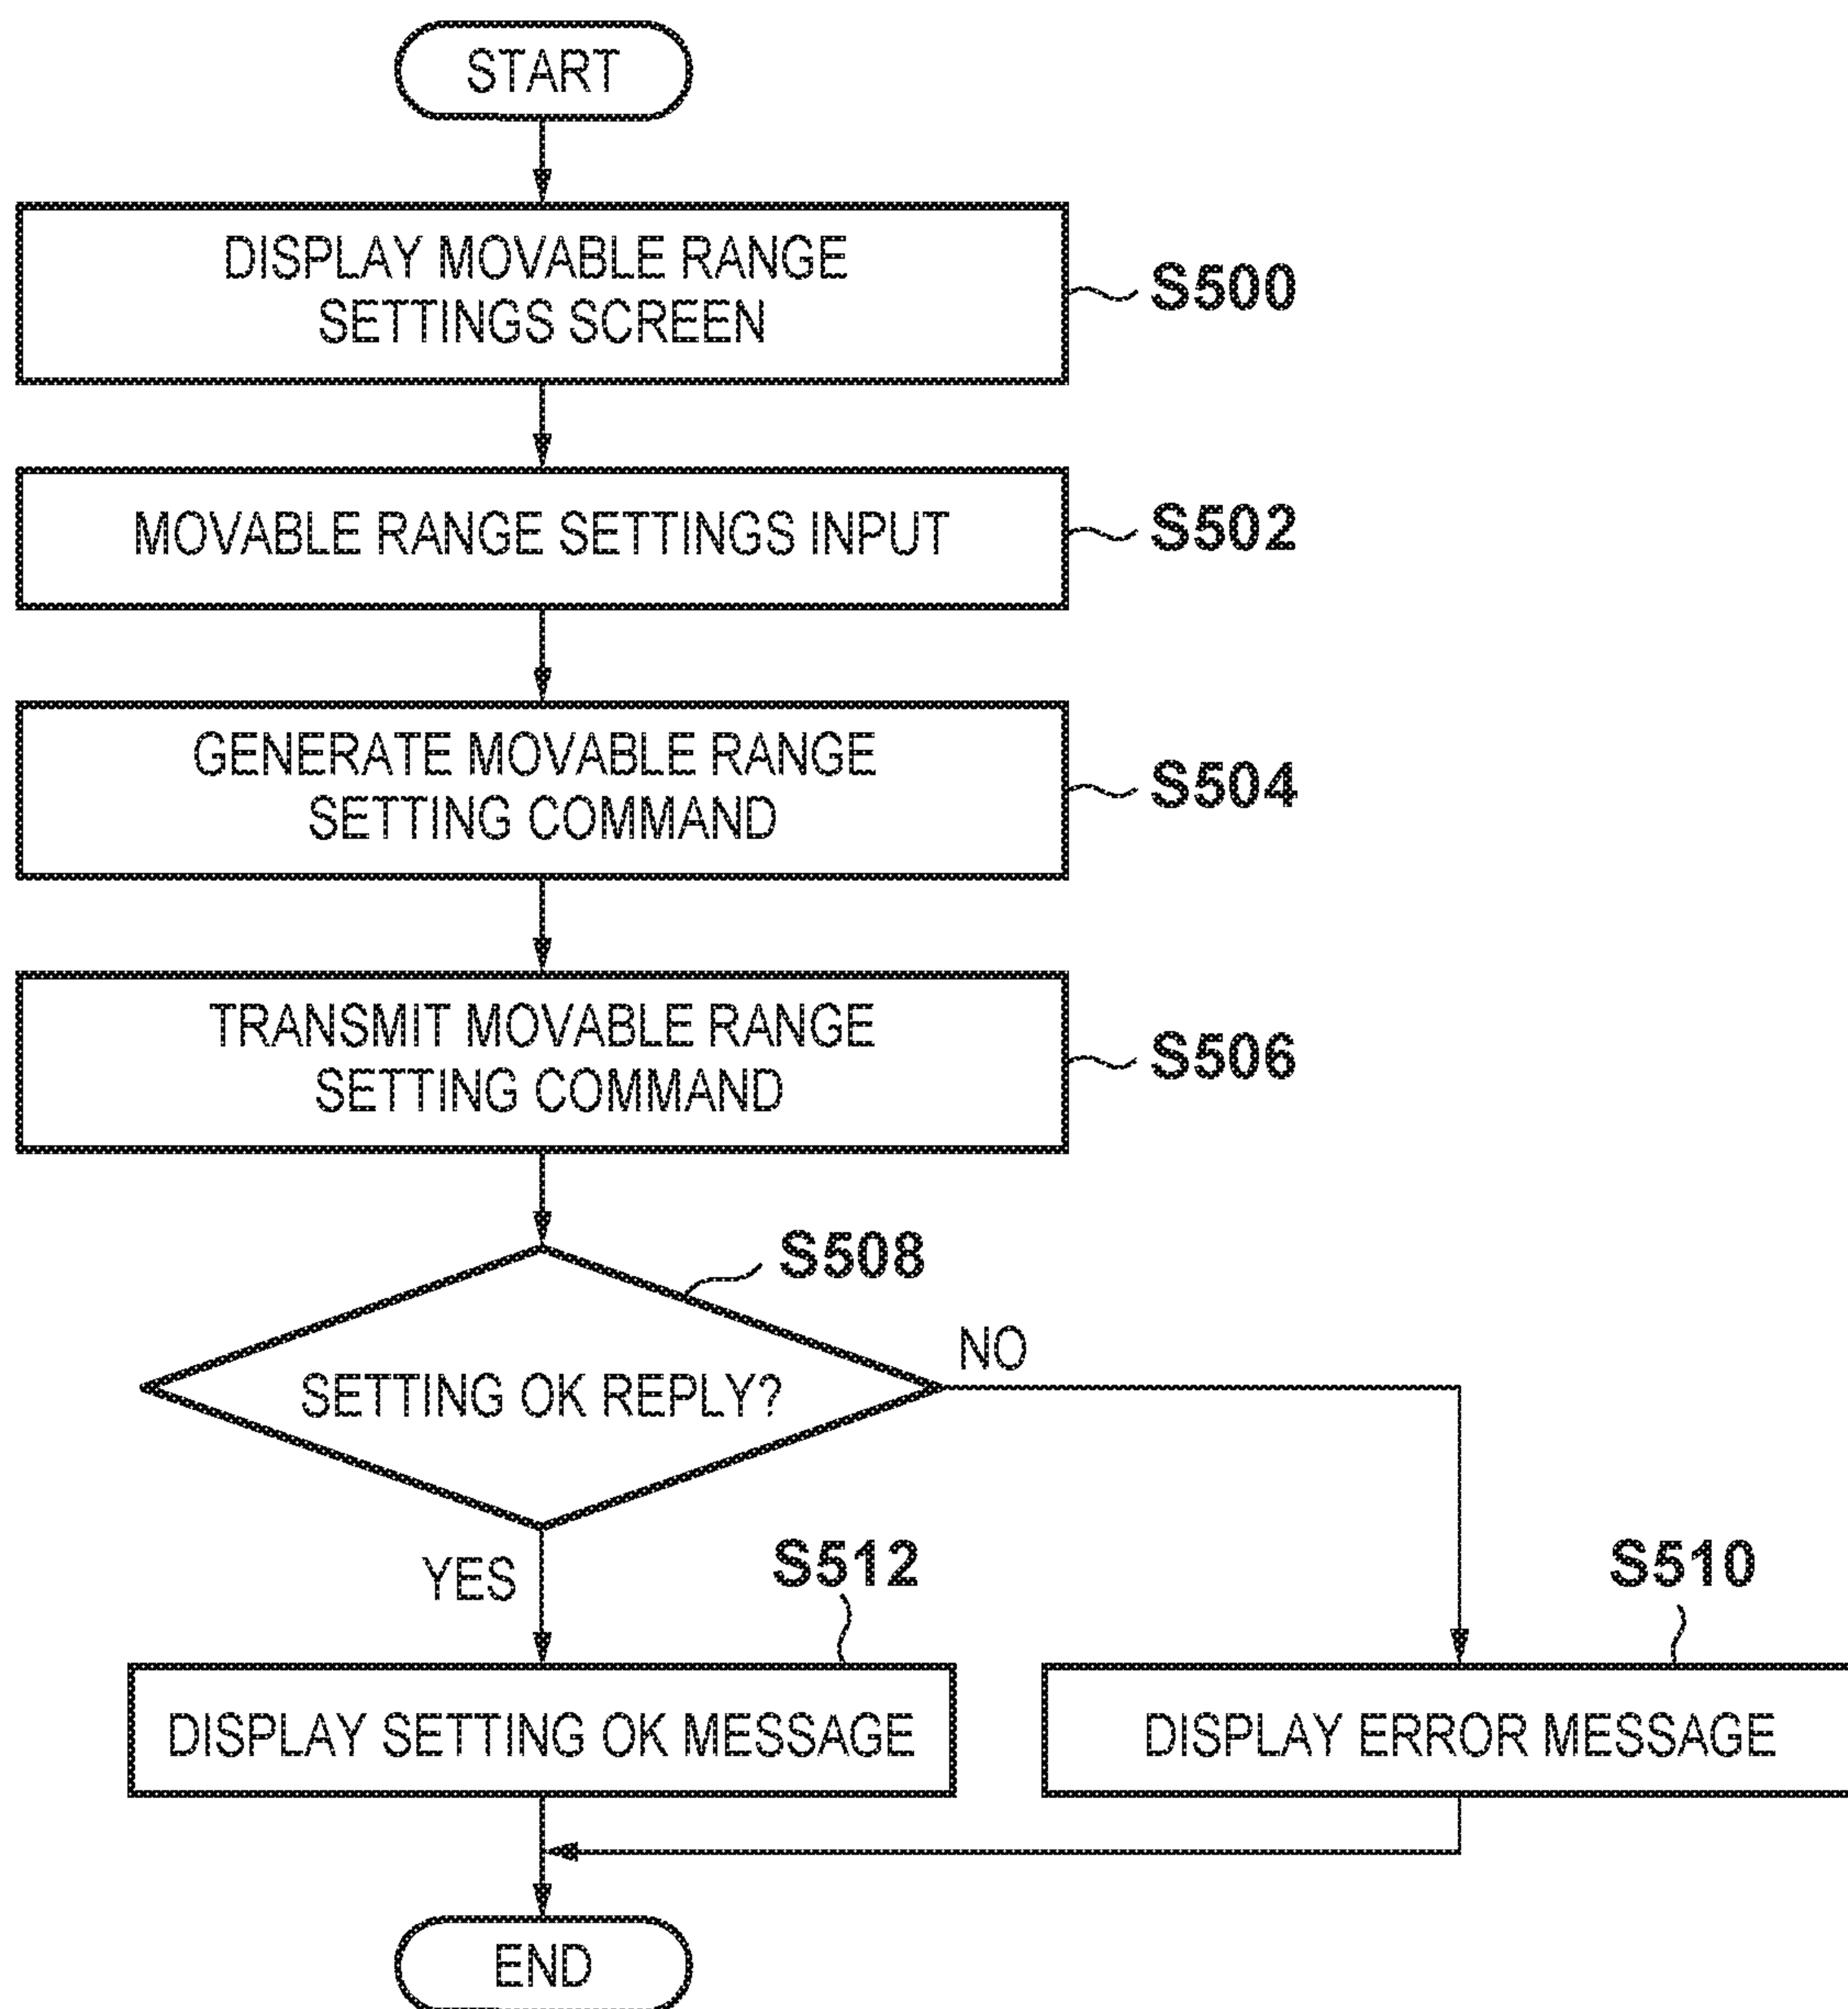 START
DISPLAY MOVABLE RANGE
SETTINGS SCREEN
S500
MOVABLE RANGE SETTINGS INPUT
S502
GENERATE MOVABLE RANGE
SETTING COMMAND
S504
TRANSMIT MOVABLE RANGE
SETTING COMMAND
S506
S508
SETTING OK REPLY?
NO
YES
S512
S510
DISPLAY SETTING OK MESSAGE
DISPLAY ERROR MESSAGE
END